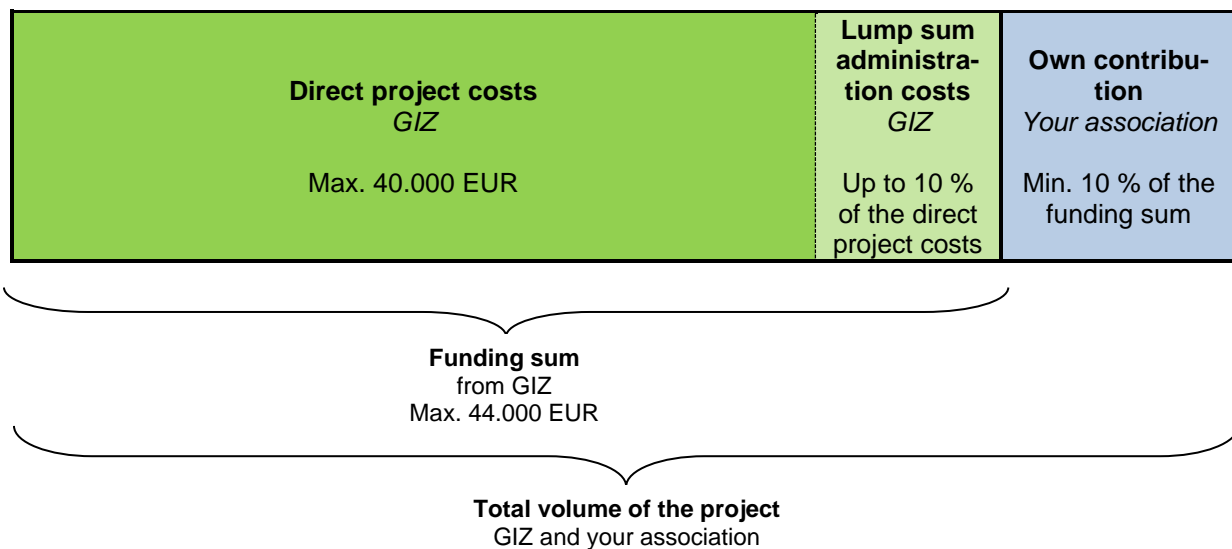 Direct project costs
GIZ
Max. 40.000 EUR
Lump sum
administra-
tion costs
GIZ
Up to 10 %
of the direct
project costs
Own contribu-
tion
Your association
Min. 10 % of the
funding sum
Funding sum
from GIZ
Max. 44.000 EUR
Total volume of the project
GIZ and your association